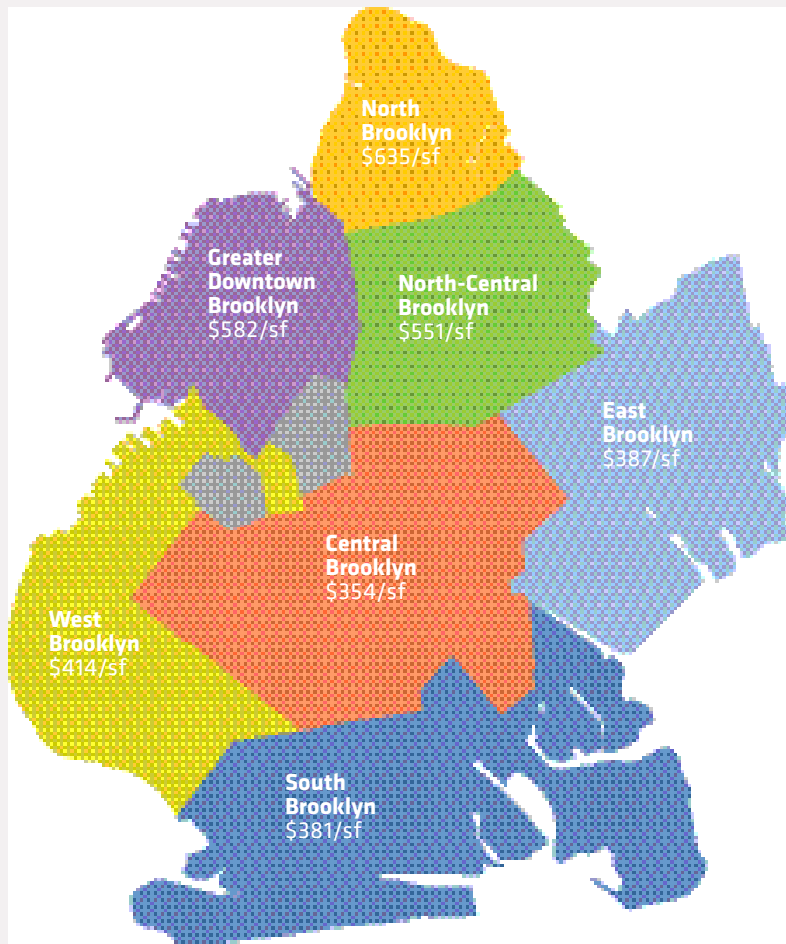 North
Brooklyn
$635/sf
Greater
Downtown
Brooklyn
$582/sf
North-Central
Brooklyn
$551/sf
East
Brooklyn
$387/sf
Central
Brooklyn
$354/sf
West
Brooklyn
$414/sf
South
Brooklyn
$381/sf